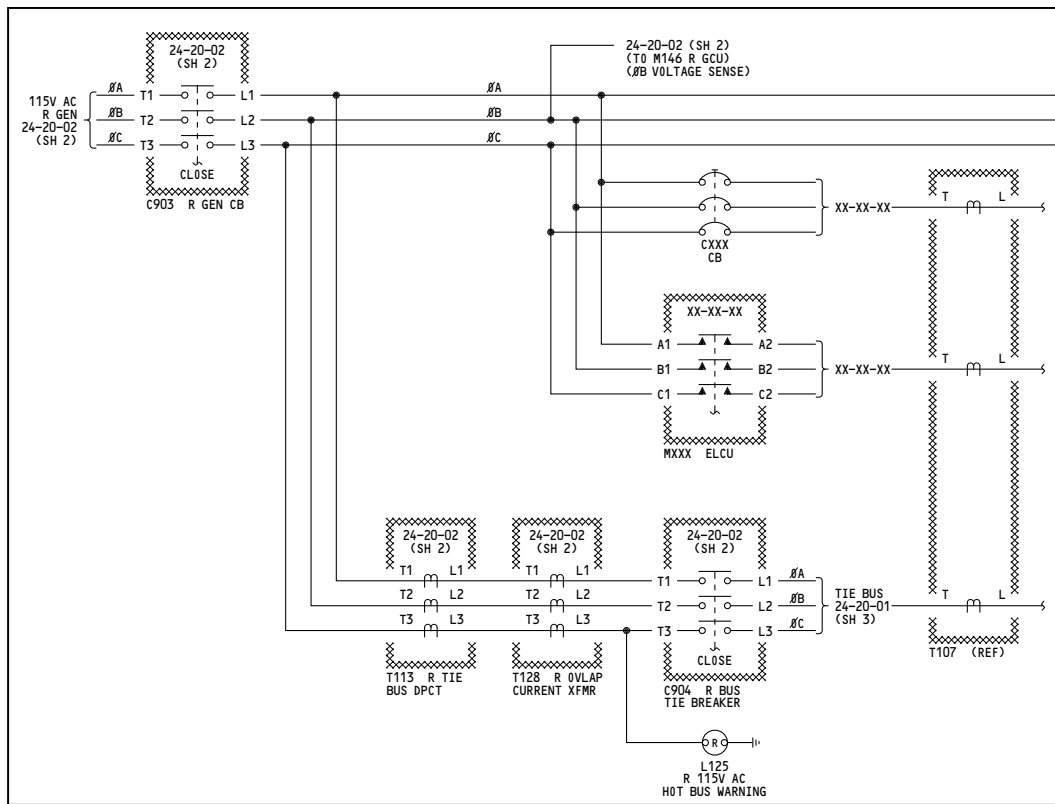 24-20-02
(SH 2)
115V AC
R GEN
24-20-02
(SH 2)
ØA T1 L1 ØA
ØB T2 L2 ØB
ØC T3 L3 ØC
CLOSE
C903 R GEN CB
24-20-02 (SH 2)
(TO M146 R GCU)
(ØB VOLTAGE SENSE)
CXXX
CB
XX-XX-XX
T L
XX-XX-XX
A1 A2
B1 B2
C1 C2
XX-XX-XX
T L
MXXX ELCU
24-20-02
(SH 2)
T1 L1
T2 L2
T3 L3
T113 R TIE
BUS DPCT
24-20-02
(SH 2)
T1 L1
T2 L2
T3 L3
T128 R OVLAP
CURRENT XFMR
24-20-02
(SH 2)
T1 L1 ØA
T2 L2 ØB
T3 L3 ØC
CLOSE
C904 R BUS
TIE BREAKER
TIE BUS
24-20-01
(SH 3)
T L
T107 (REF)
R
L125
R 115V AC
HOT BUS WARNING